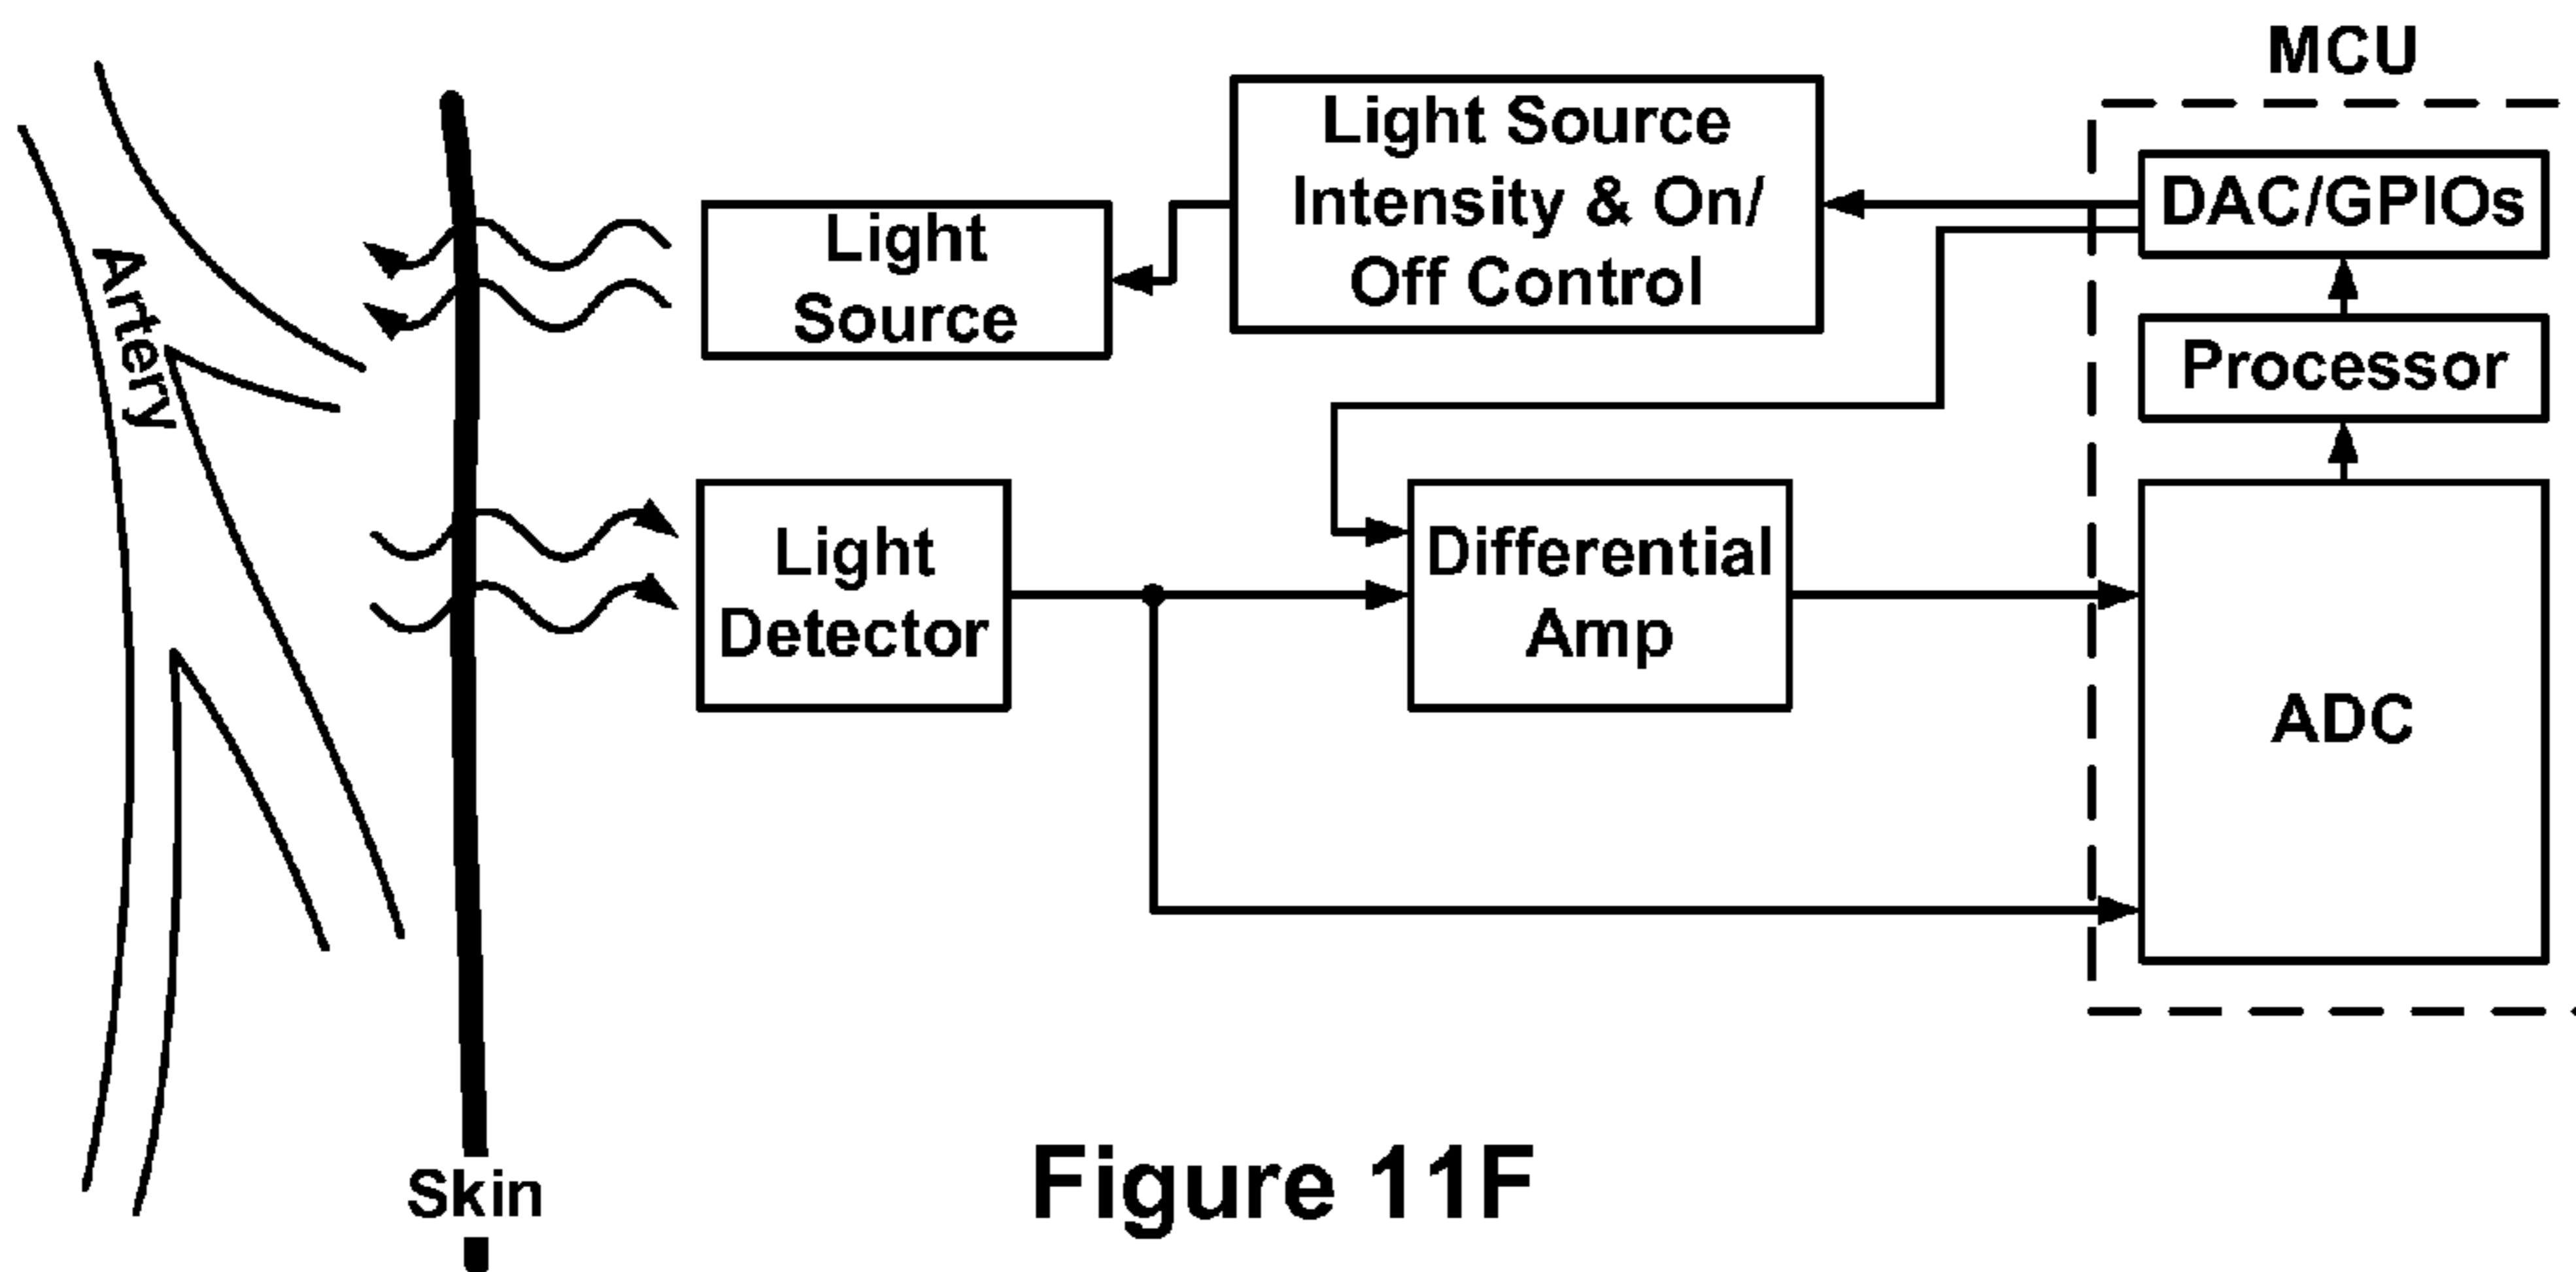 MCU
Light Source
Intensity & On/
Off Control
DAC/GPIOs
Light
Source
Artery
Processor
Light
Detector
Differential
Amp
ADC
Skin
Figure 11F